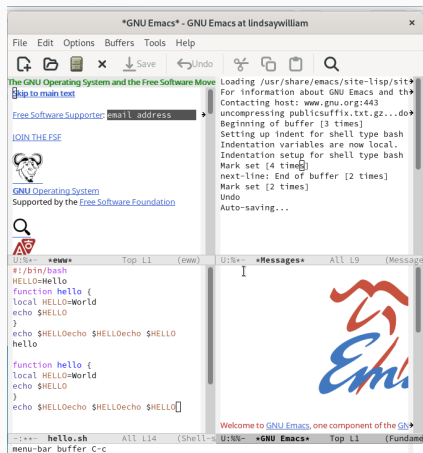 *GNU Emacs* - GNU Emacs at lindsaywilliam
×
File Edit Options Buffers Tools Help
Save Undo
The GNU Operating System and the Free Software Move
Skip to main text
Free Software Supporter: email address
JOIN THE FSF
GNU Operating System
Supported by the Free Software Foundation
U:%*- *eww* Top L1 (eww)
Loading /usr/share/emacs/site-lisp/sit
For information about GNU Emacs and th
Contacting host: www.gnu.org:443
uncompressing publicsuffix.txt.gz...do
Beginning of buffer [3 times]
Setting up indent for shell type bash
Indentation variables are now local.
Indentation setup for shell type bash
Mark set [4 times]
next-line: End of buffer [2 times]
Mark set [2 times]
Undo
Auto-saving...
U:%*- *Messages* All L9 (Message
#!/bin/bash
HELLO=Hello
function hello {
local HELLO=World
echo $HELLO
}
echo $HELLOecho $HELLOecho $HELLO
hello
function hello {
local HELLO=World
echo $HELLO
}
echo $HELLOecho $HELLOecho $HELLO
-:**- hello.sh All L14 (Shell-s
Welcome to GNU Emacs, one component of the GN
U:%%- *GNU Emacs* Top L1 (Fundame
menu-bar buffer C-c